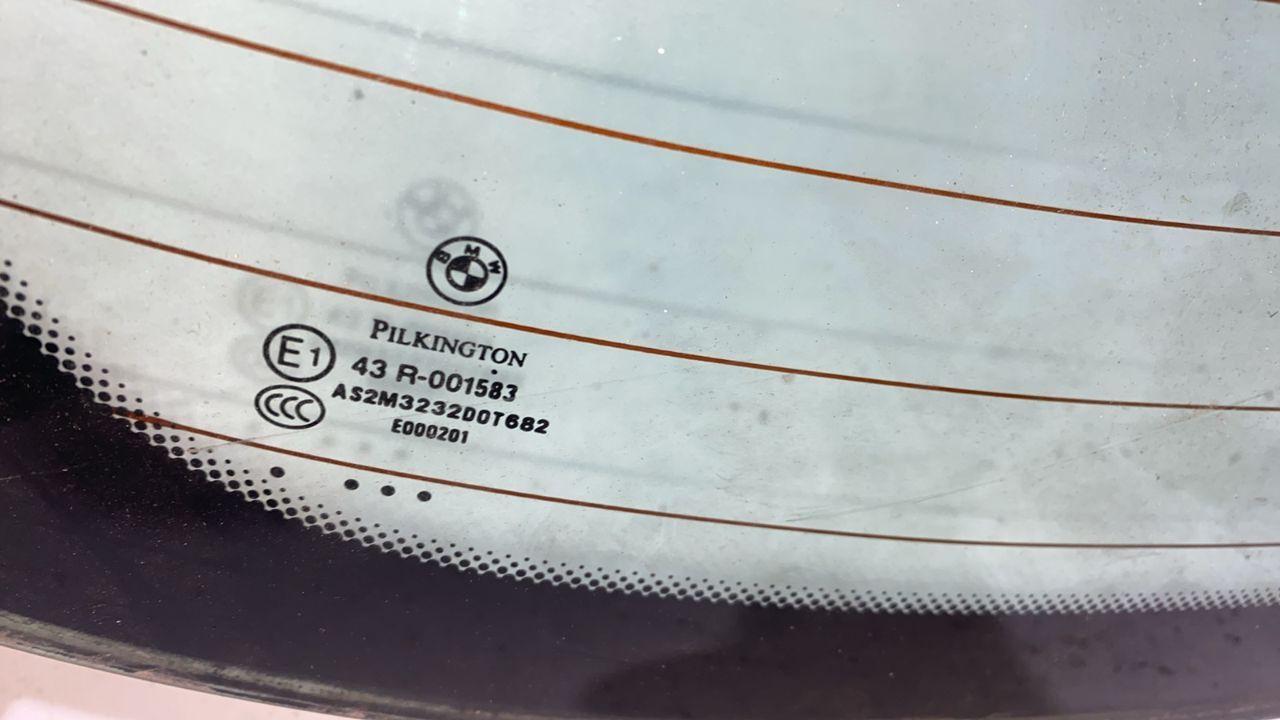 BMW
PILKINGTON
E1 43 R-001583
CCC AS2M3232D0T682
E000201